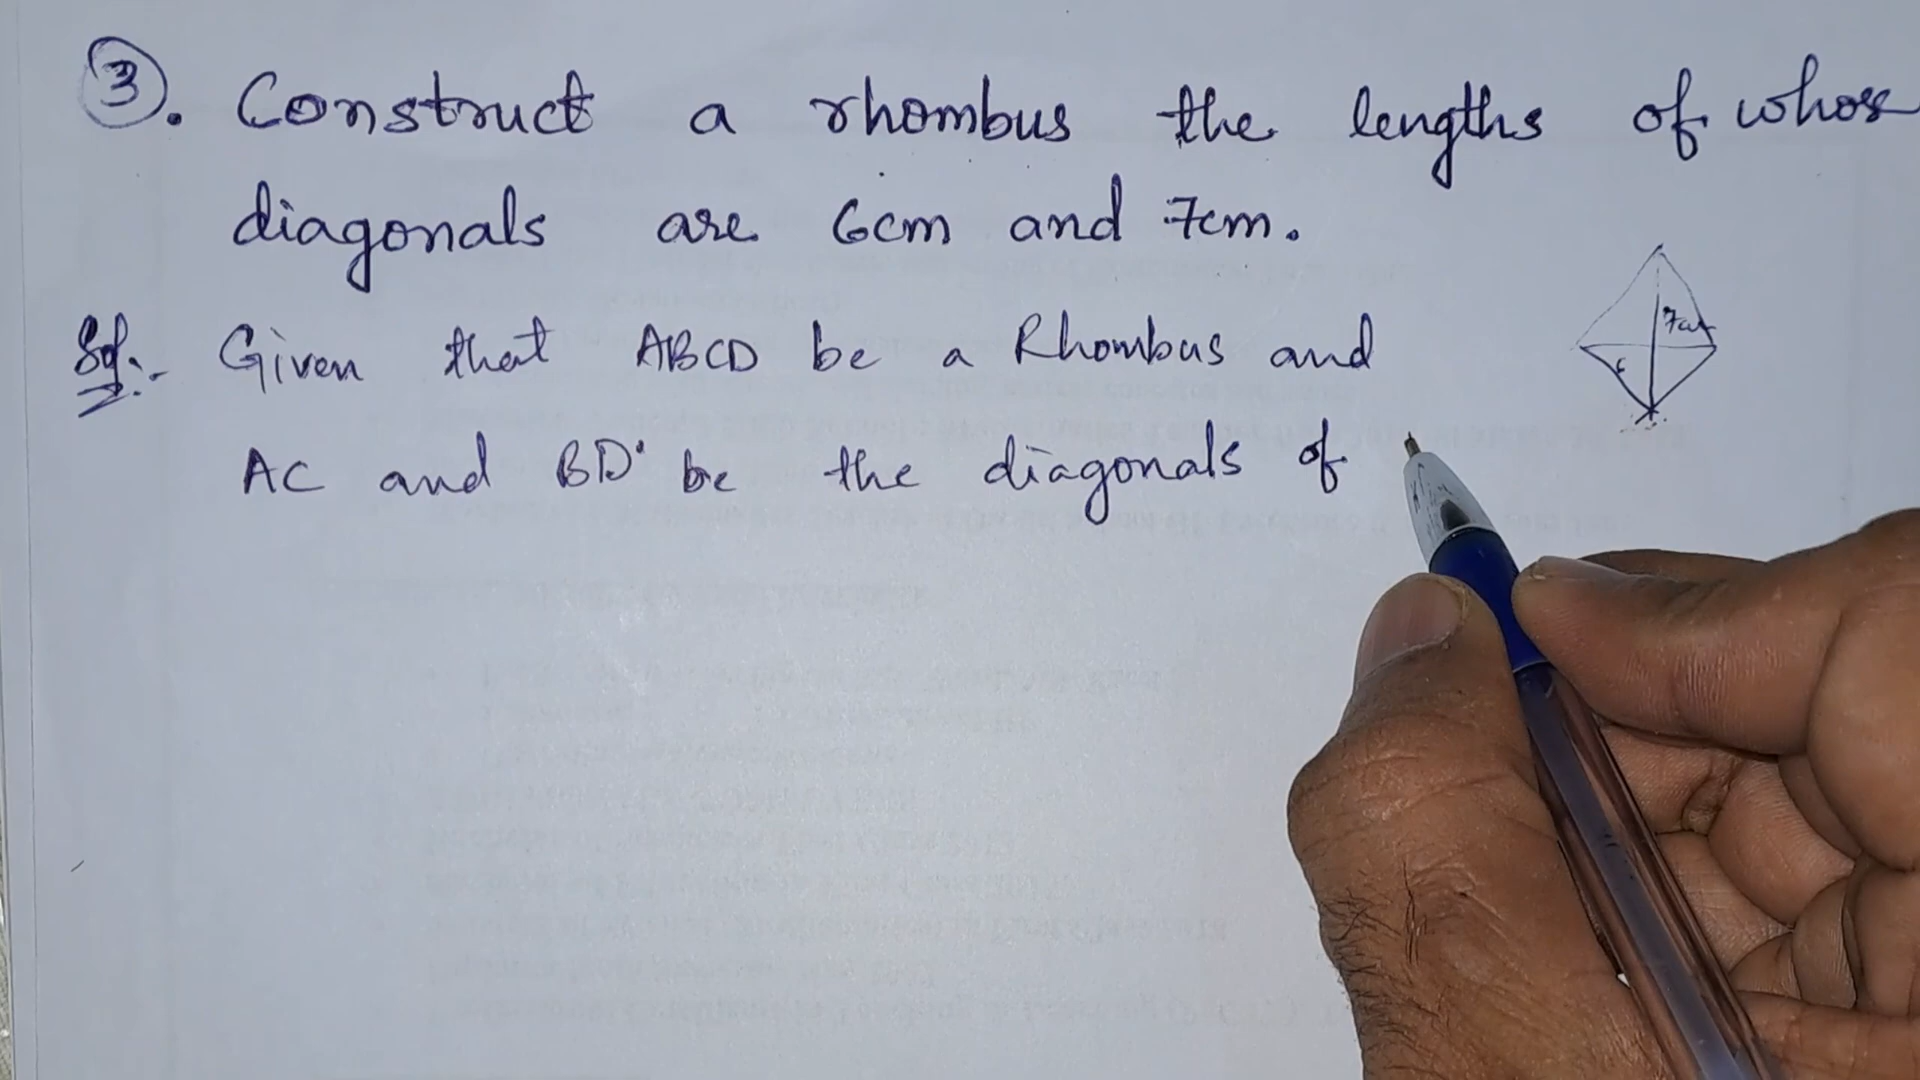 3. Construct a rhombus the lengths of whose
diagonals are 6cm and 7cm.
Sol:- Given that ABCD be a Rhombus and
AC and BD be the diagonals of
7cm
6